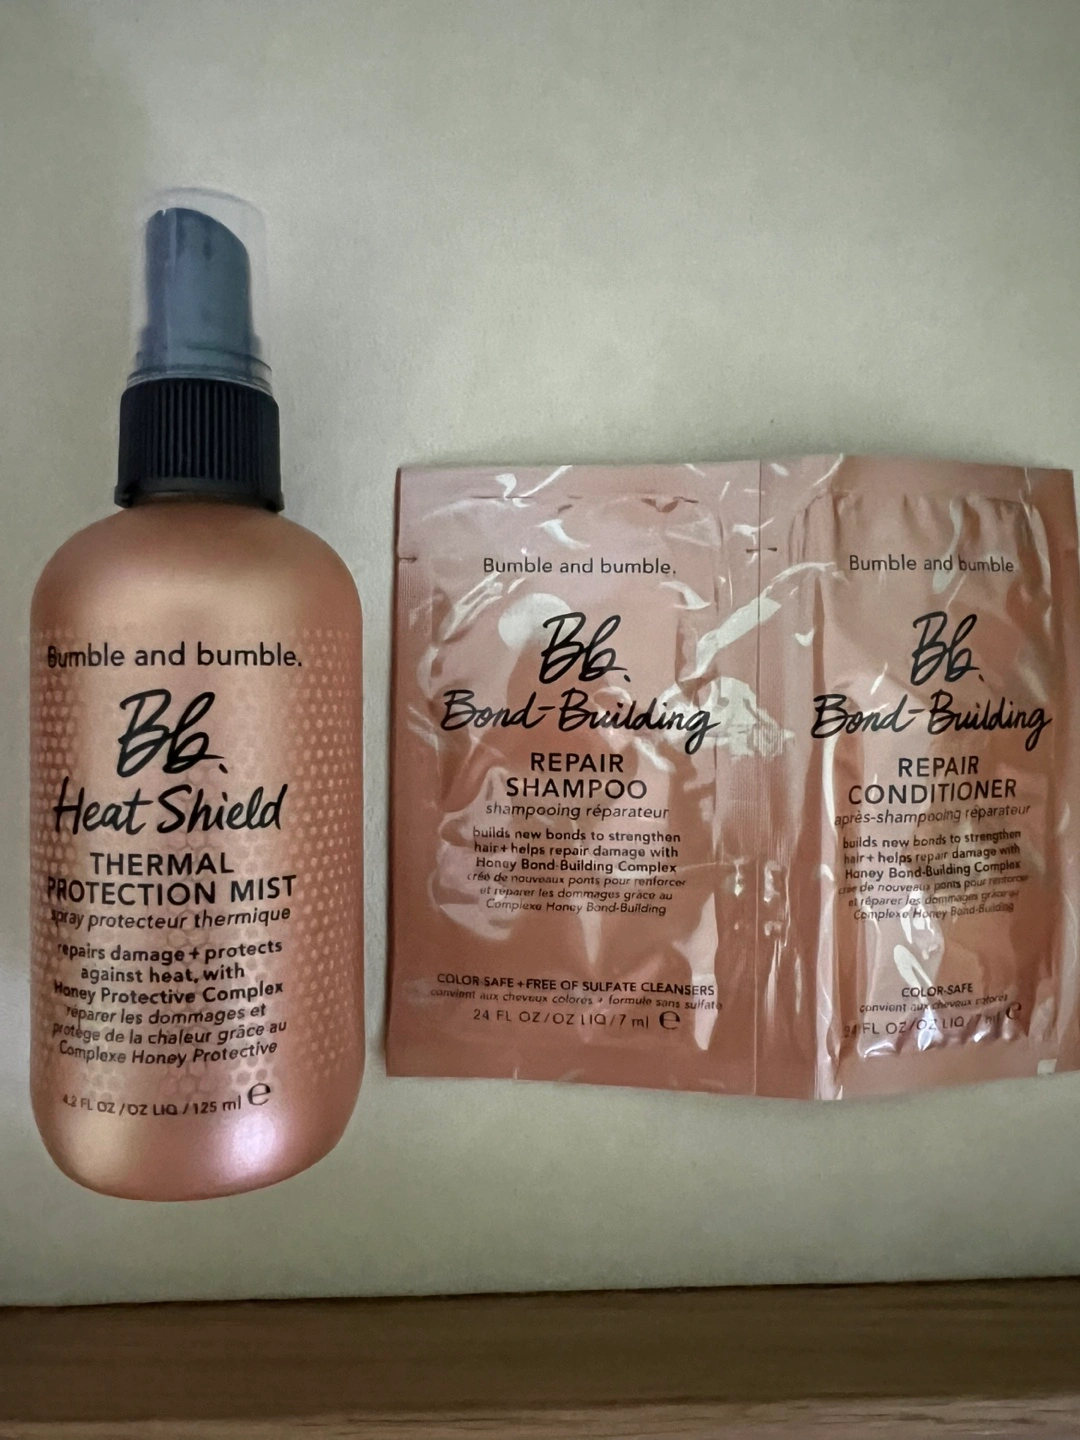 Bumble and bumble.
Bb.
Heat Shield
THERMAL
PROTECTION MIST
spray protecteur thermique
repairs damage + protects
against heat, with
Honey Protective Complex
réparer les dommages et
protège de la chaleur grâce au
Complexe Honey Protective
4.2 FL OZ / OZ LIQ / 125 ml e
Bumble and bumble.
Bb.
Bond-Building
REPAIR
SHAMPOO
shampooing réparateur
builds new bonds to strengthen
hair + helps repair damage with
Honey Bond-Building Complex
crée de nouveaux ponts pour renforcer
et réparer les dommages grâce au
Complexe Honey Bond-Building
COLOR SAFE + FREE OF SULFATE CLEANSERS
convient aux cheveux colorés + formule sans sulfate
24 FL OZ/OZ LIQ/7 ml e
Bumble and bumble
Bb.
Bond-Building
REPAIR
CONDITIONER
après-shampooing réparateur
builds new bonds to strengthen
hair + helps repair damage with
Honey Bond-Building Complex
crée de nouveaux ponts pour renforcer
et réparer les dommages grâce au
Complexe Honey Bond-Building
COLOR-SAFE
convient aux cheveux colorés
24 FL OZ/OZ LIQ/7 ml e